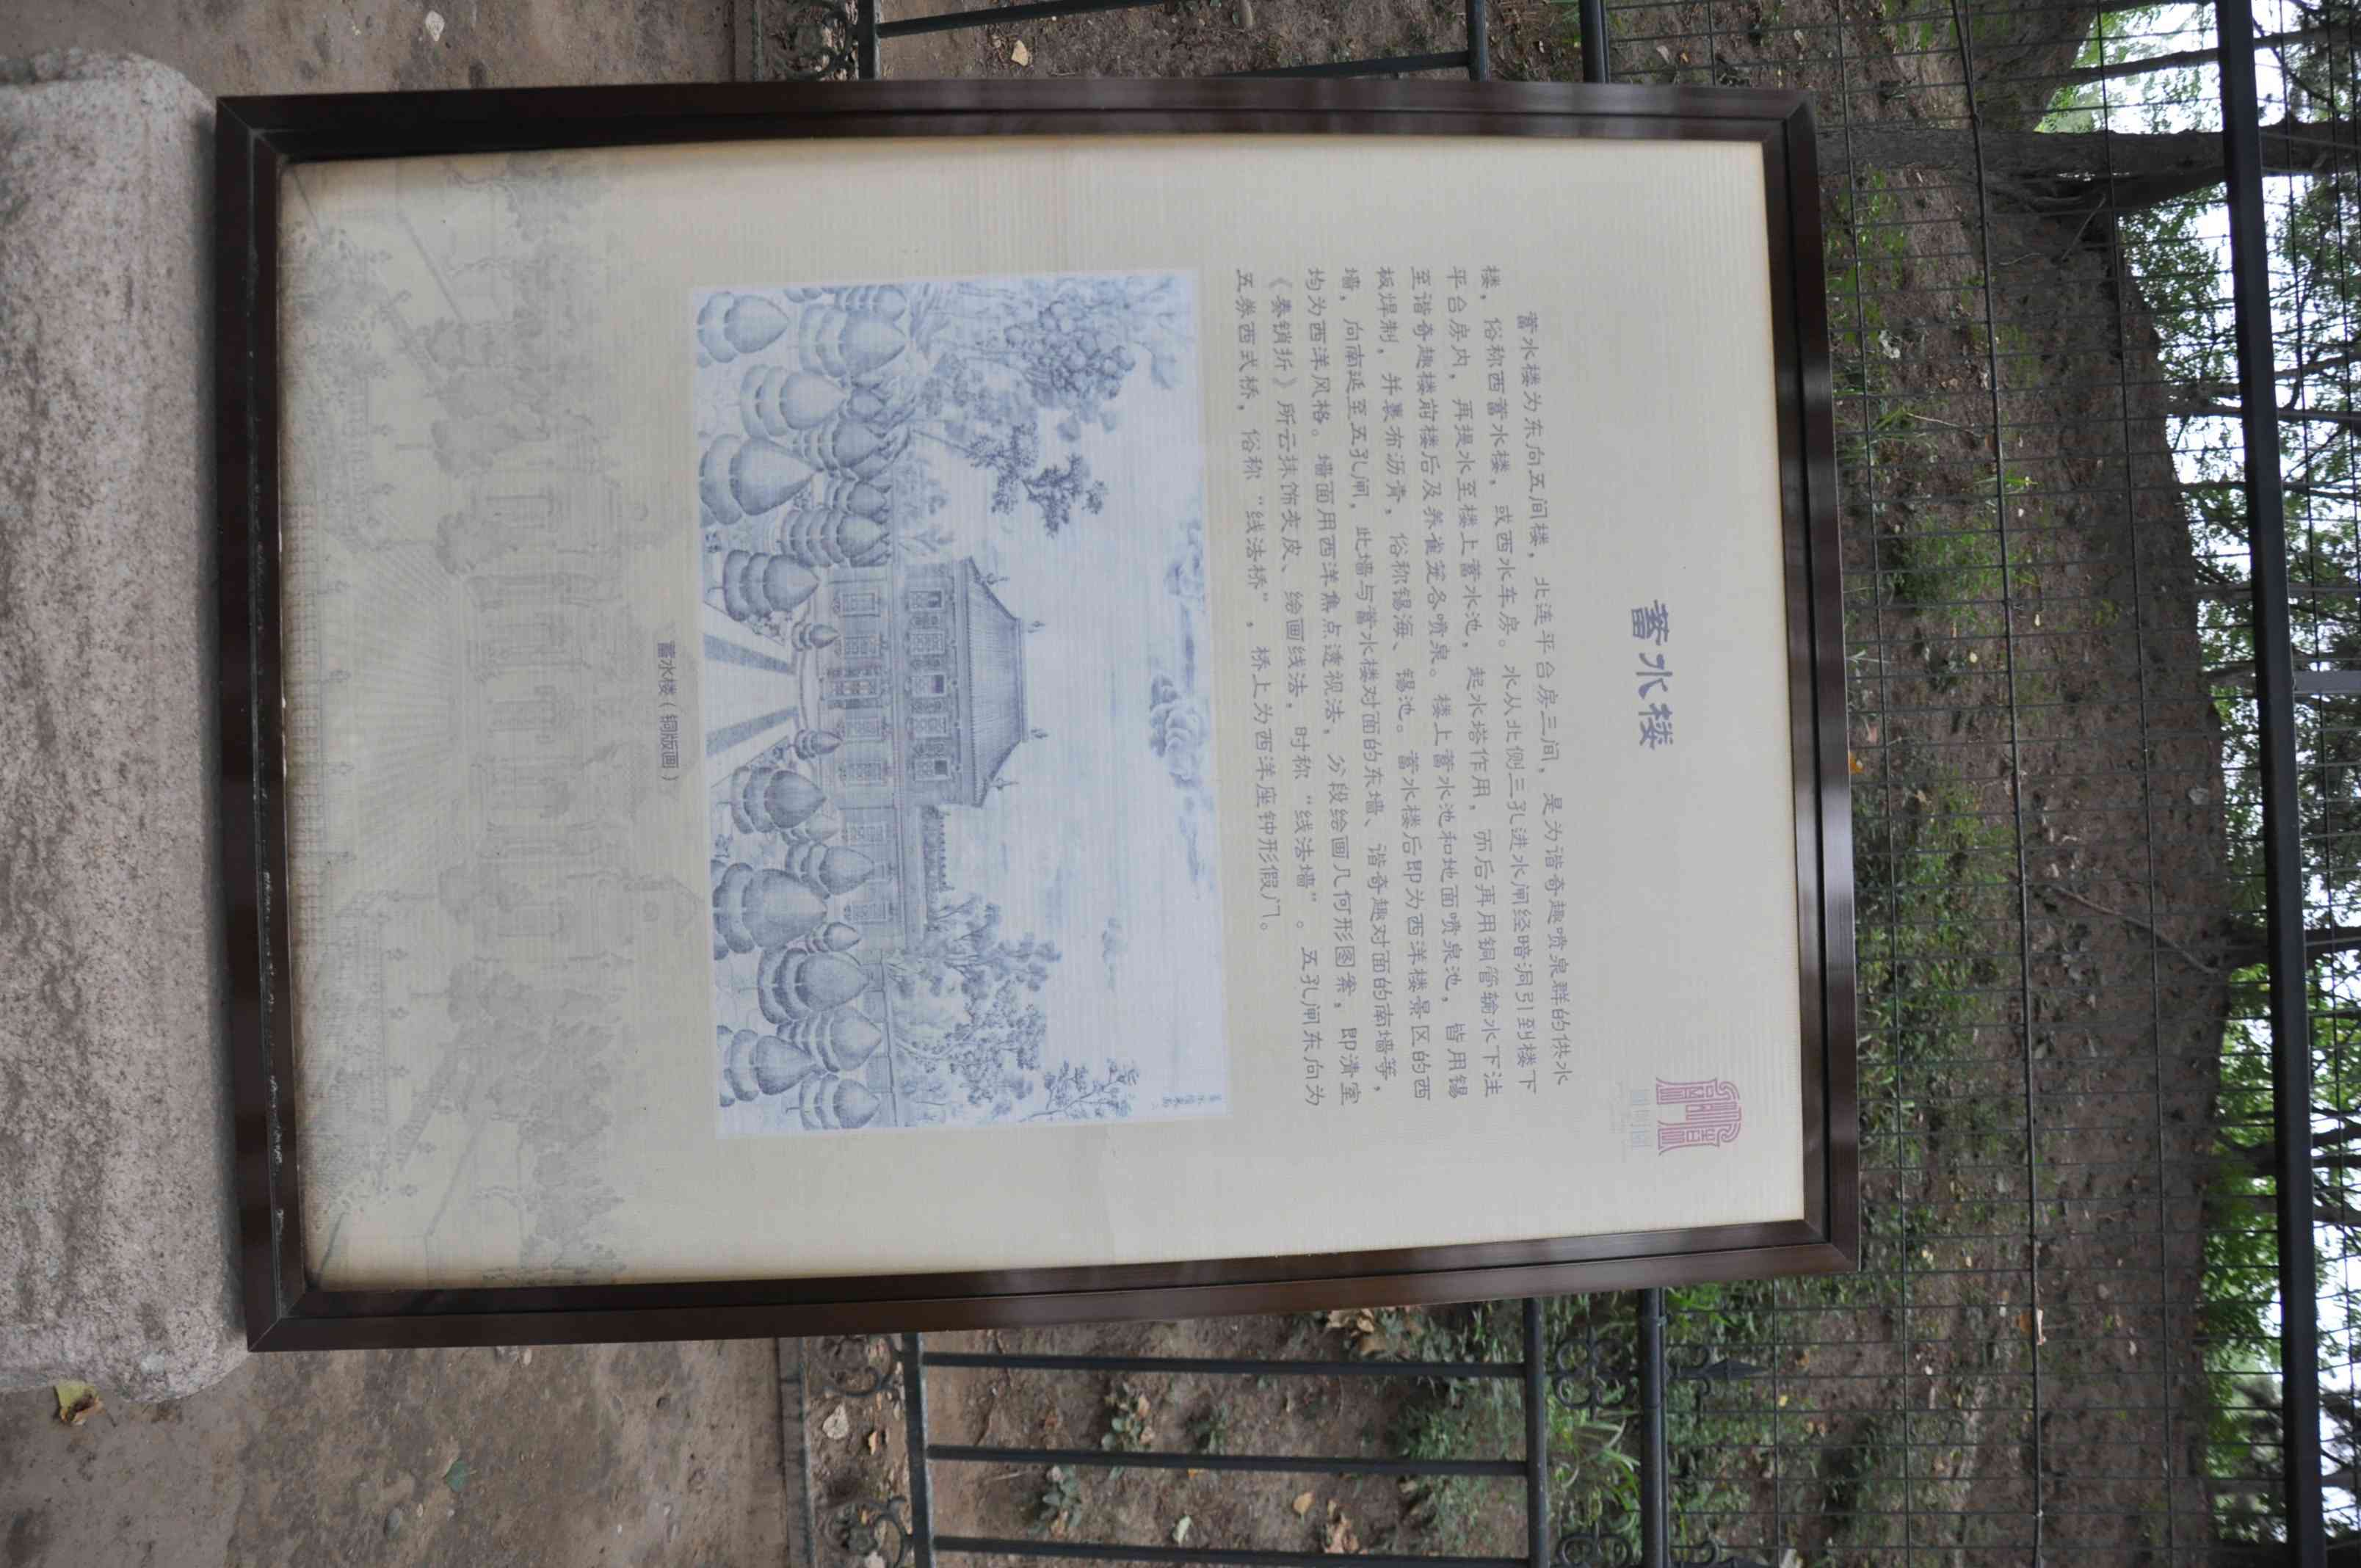 圆明园
蓄水楼
蓄水楼为东向五间楼，北连平台房三间，是为谐奇趣喷泉群的供水
楼，俗称西蓄水楼，或西水车房。水从北侧三孔进水闸经暗洞引到楼下
平台房内，再提水至楼上蓄水池，起水塔作用，而后再用铜管输水下注
至谐奇趣楼前楼后及养雀笼各喷泉。楼上蓄水池和地面喷泉池，皆用锡
板焊制，并裹布沥青，俗称锡海、锡池。蓄水楼后即为西洋楼景区的西
墙，向南延至五孔闸，此墙与蓄水楼对面的东墙、谐奇趣对面的南墙等，
均为西洋风格。墙面用西洋焦点透视法，分段绘画几何形图案，即清室
《奏销折》所云抹饰灰皮、绘画线法，时称“线法墙”。五孔闸东向为
五券西式桥，俗称“线法桥”，桥上为西洋座钟形假门。
蓄水楼（铜版画）